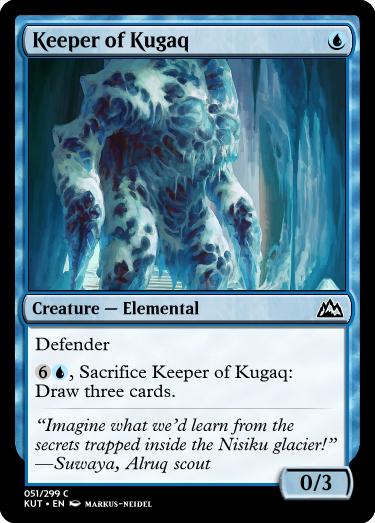 Keeper of Kugaq
Creature — Elemental
Defender
6, Sacrifice Keeper of Kugaq:
Draw three cards.
“Imagine what we’d learn from the
secrets trapped inside the Nisiku glacier!”
—Suwaya, Alruq scout
0/3
051/299 C
KUT • EN MARKUS-NEIDEL